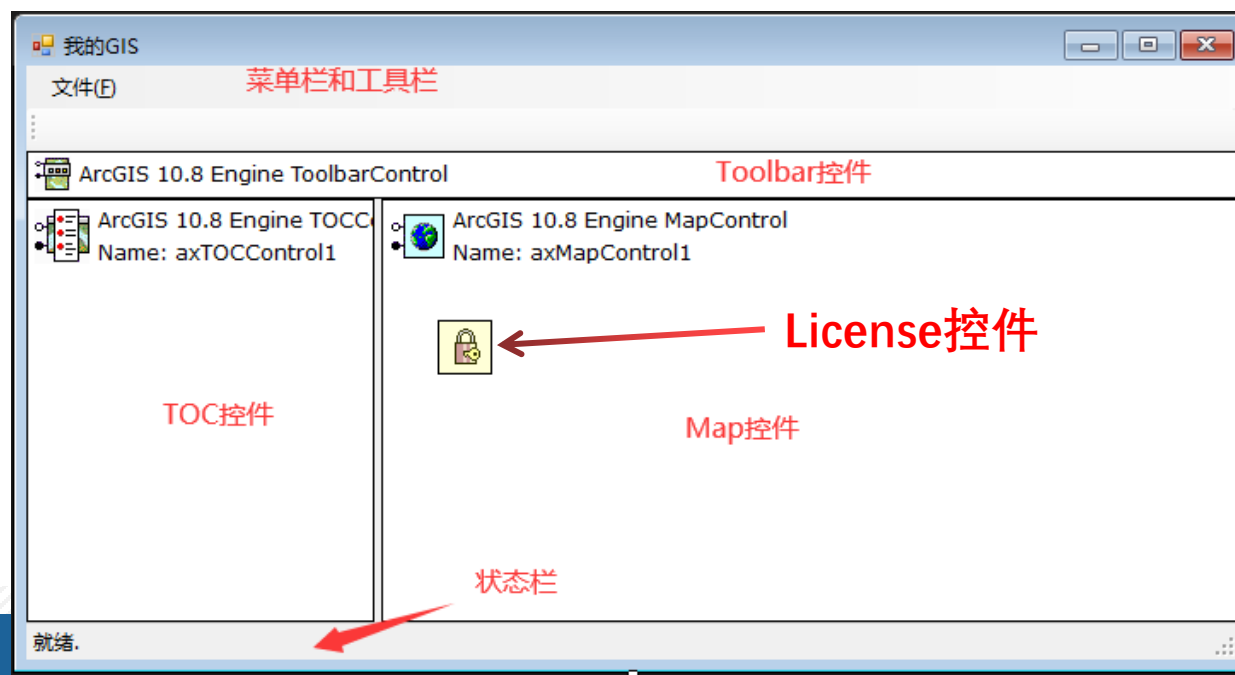 我的GIS
文件(F) 菜单栏和工具栏
ArcGIS 10.8 Engine ToolbarControl Toolbar控件
ArcGIS 10.8 Engine TOCC
Name: axTOCControl1
ArcGIS 10.8 Engine MapControl
Name: axMapControl1
License控件
TOC控件
Map控件
状态栏
就绪.